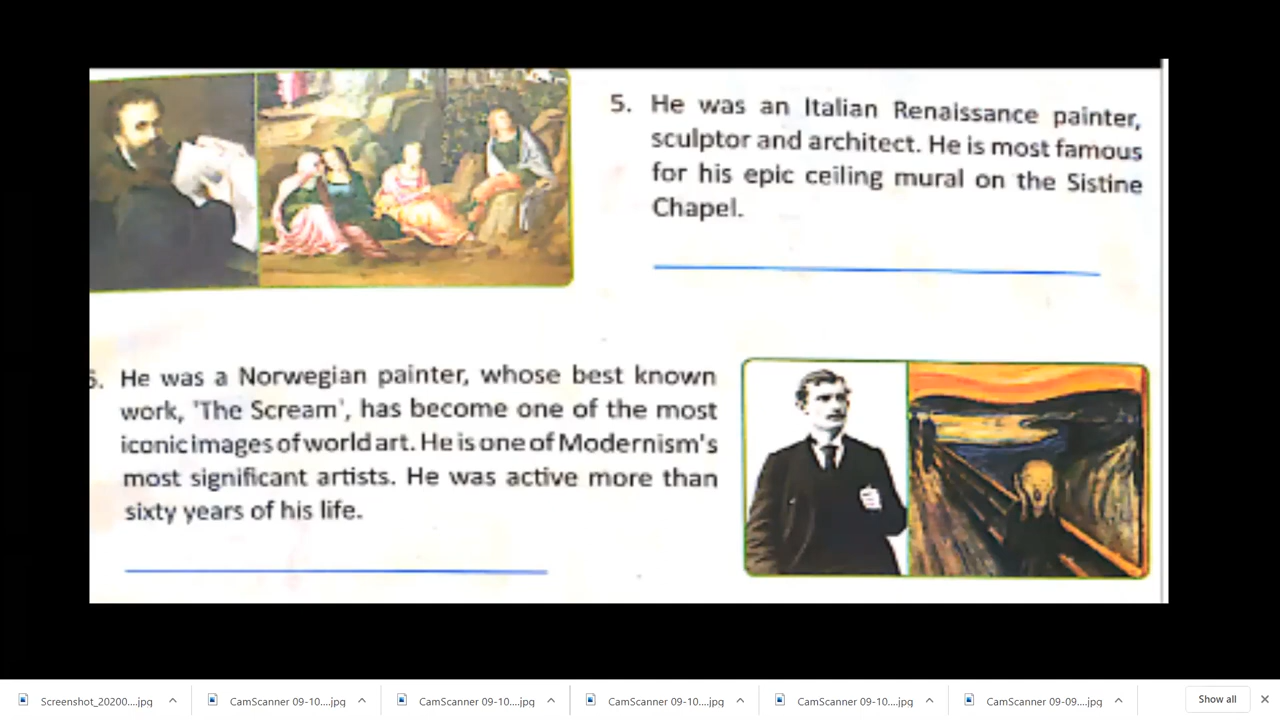 5. He was an Italian Renaissance painter,
sculptor and architect. He is most famous
for his epic ceiling mural on the Sistine
Chapel.
6. He was a Norwegian painter, whose best known
work, 'The Scream', has become one of the most
iconic images of world art. He is one of Modernism's
most significant artists. He was active more than
sixty years of his life.
Screenshot_20200....jpg
CamScanner 09-10....jpg
CamScanner 09-10....jpg
CamScanner 09-10....jpg
CamScanner 09-10....jpg
CamScanner 09-09....jpg
Show all